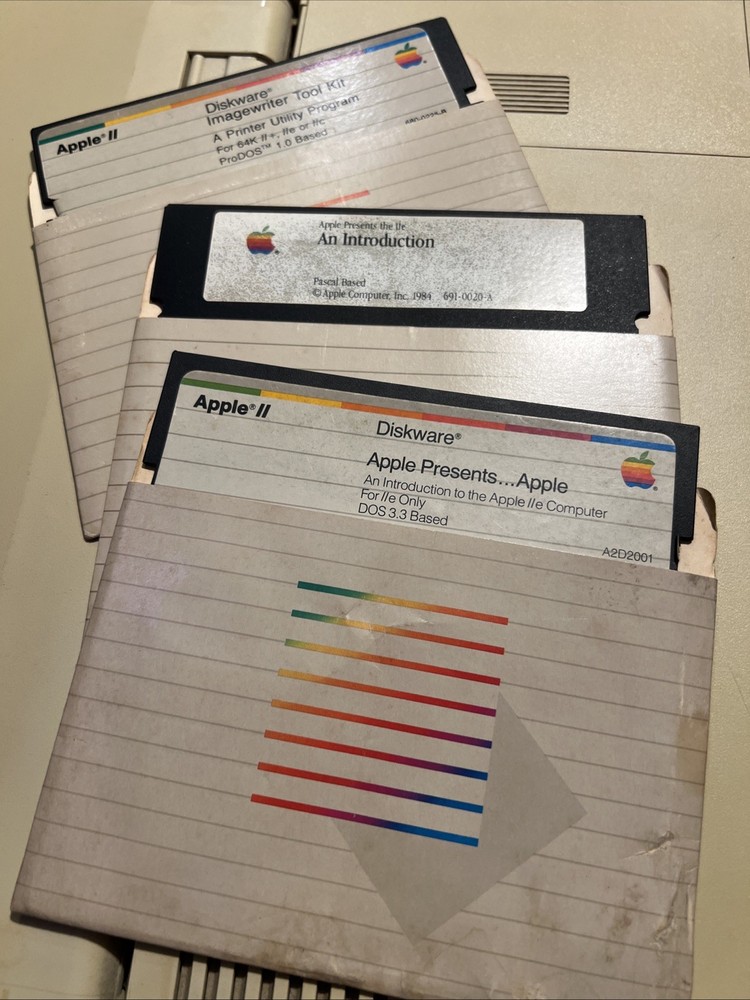 Apple® II
Diskware®
Imagewriter Tool Kit
A Printer Utility Program
For 64K II+, //e or //c
ProDOS™ 1.0 Based
Apple Presents the IIe
An Introduction
Pascal Based
© Apple Computer, Inc. 1984 691-0020-A
Apple® II
Diskware®
Apple Presents...Apple
An Introduction to the Apple //e Computer
For //e Only
DOS 3.3 Based
A2D2001